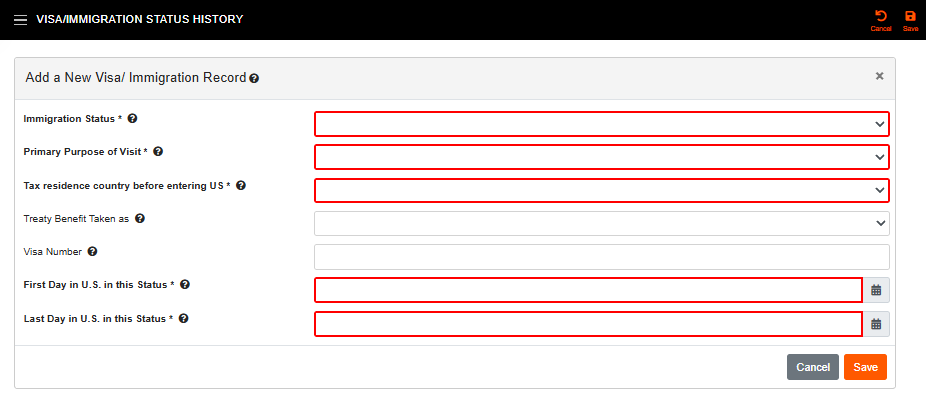 VISA/IMMIGRATION STATUS HISTORY
Cancel Save
Add a New Visa/ Immigration Record ?
×
Immigration Status * ?
Primary Purpose of Visit * ?
Tax residence country before entering US * ?
Treaty Benefit Taken as ?
Visa Number ?
First Day in U.S. in this Status * ?
Last Day in U.S. in this Status * ?
Cancel Save